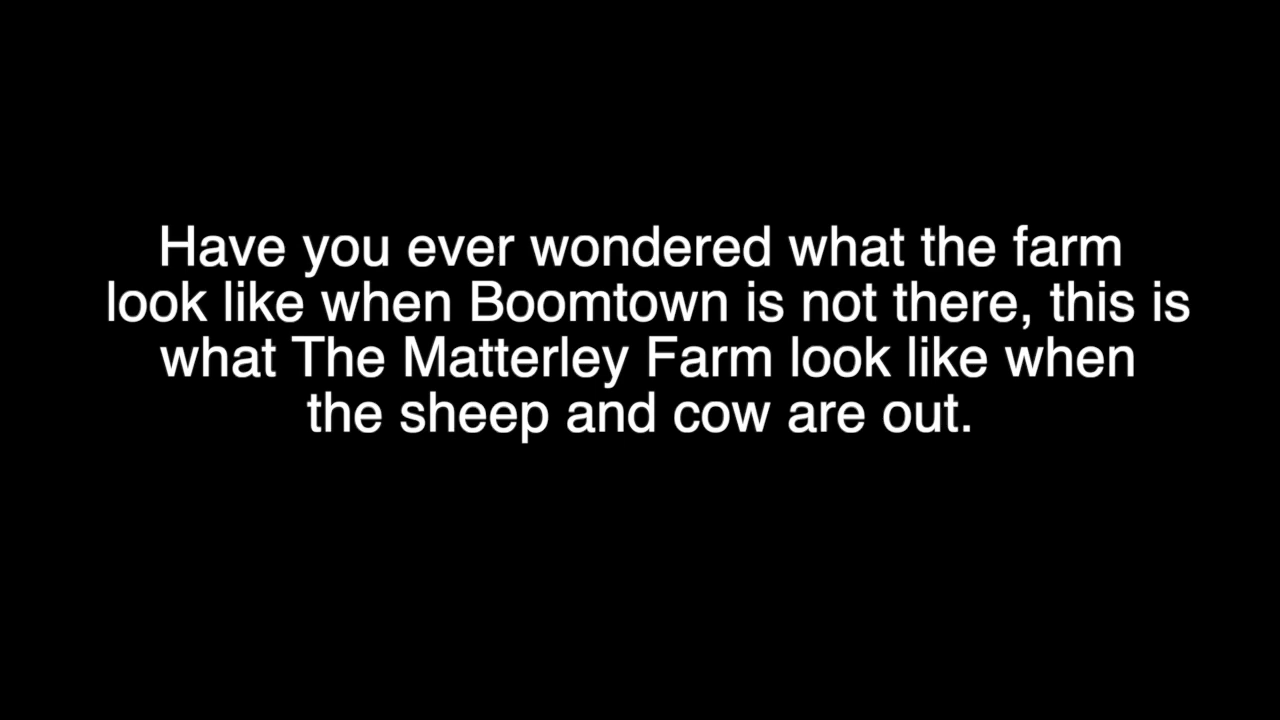 Have you ever wondered what the farm
look like when Boomtown is not there, this is
what The Matterley Farm look like when
the sheep and cow are out.